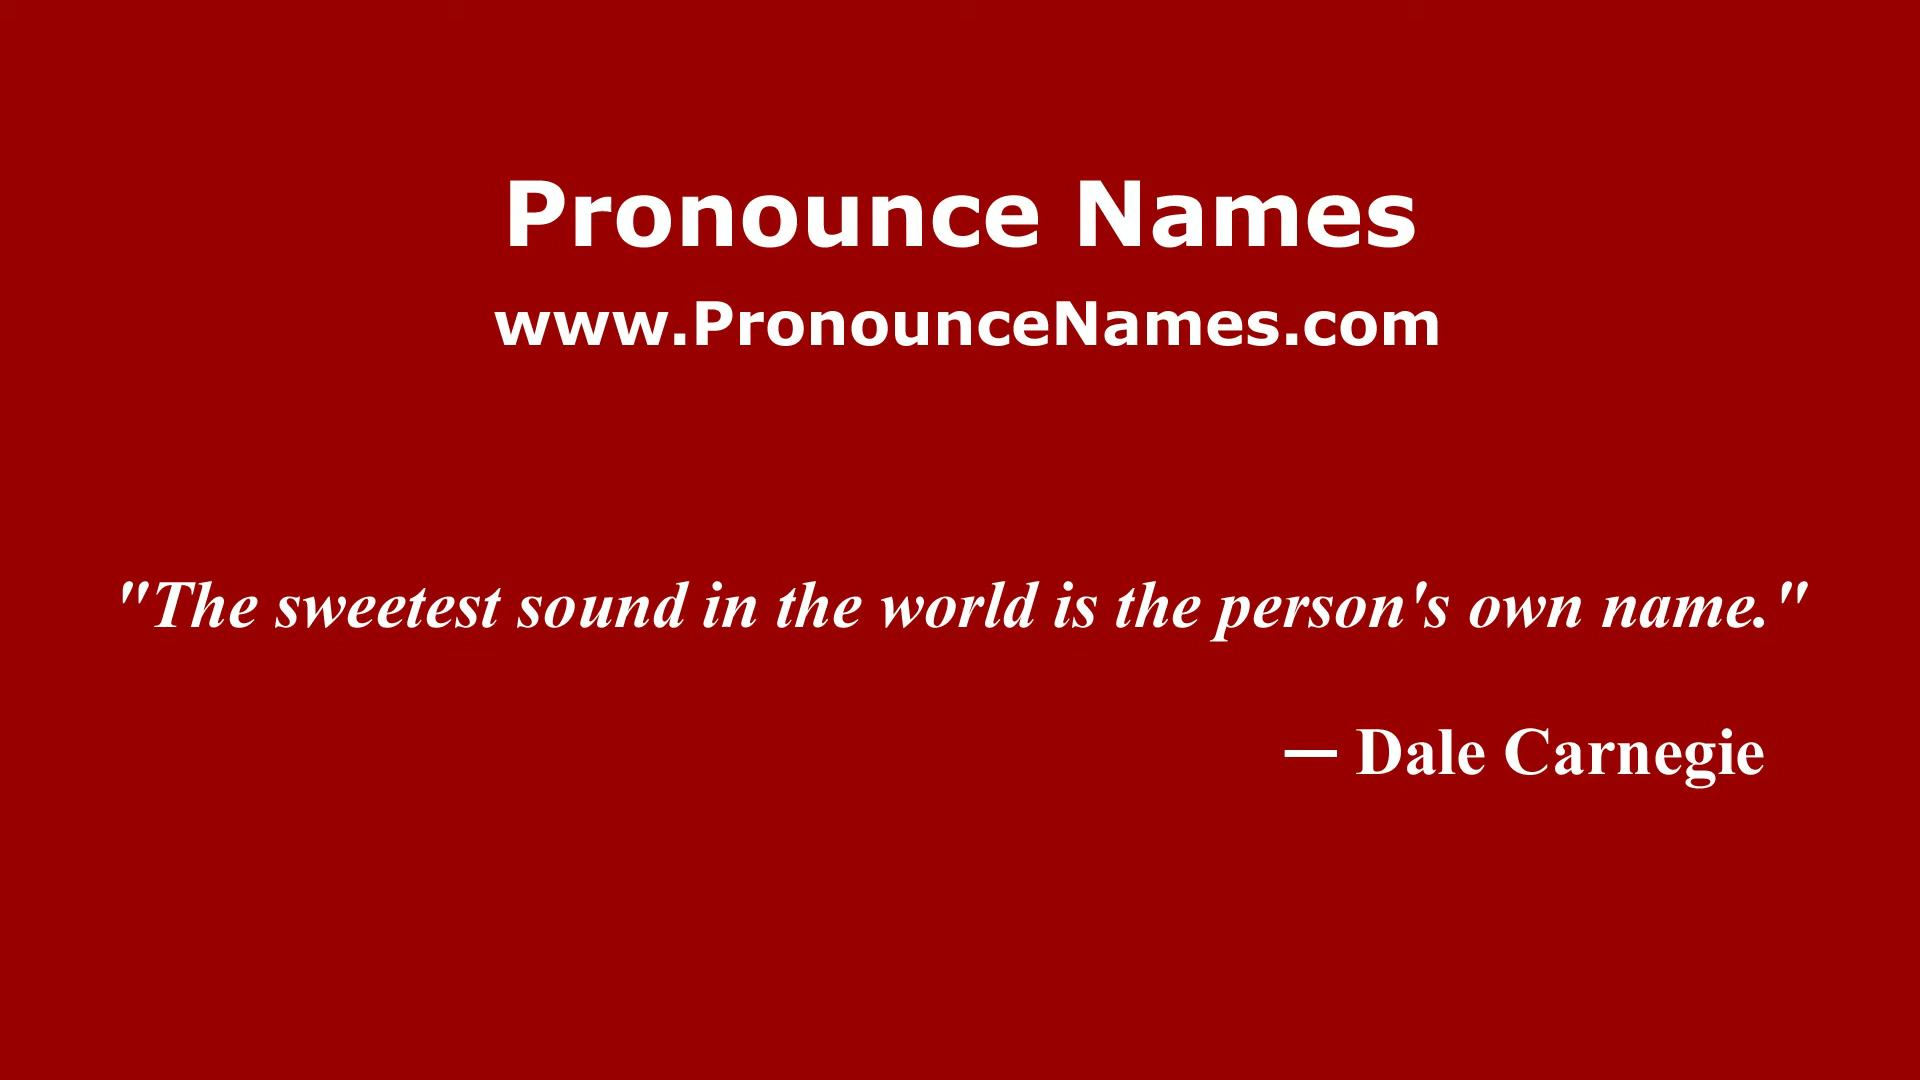 Pronounce Names
www.PronounceNames.com
"The sweetest sound in the world is the person's own name."
— Dale Carnegie